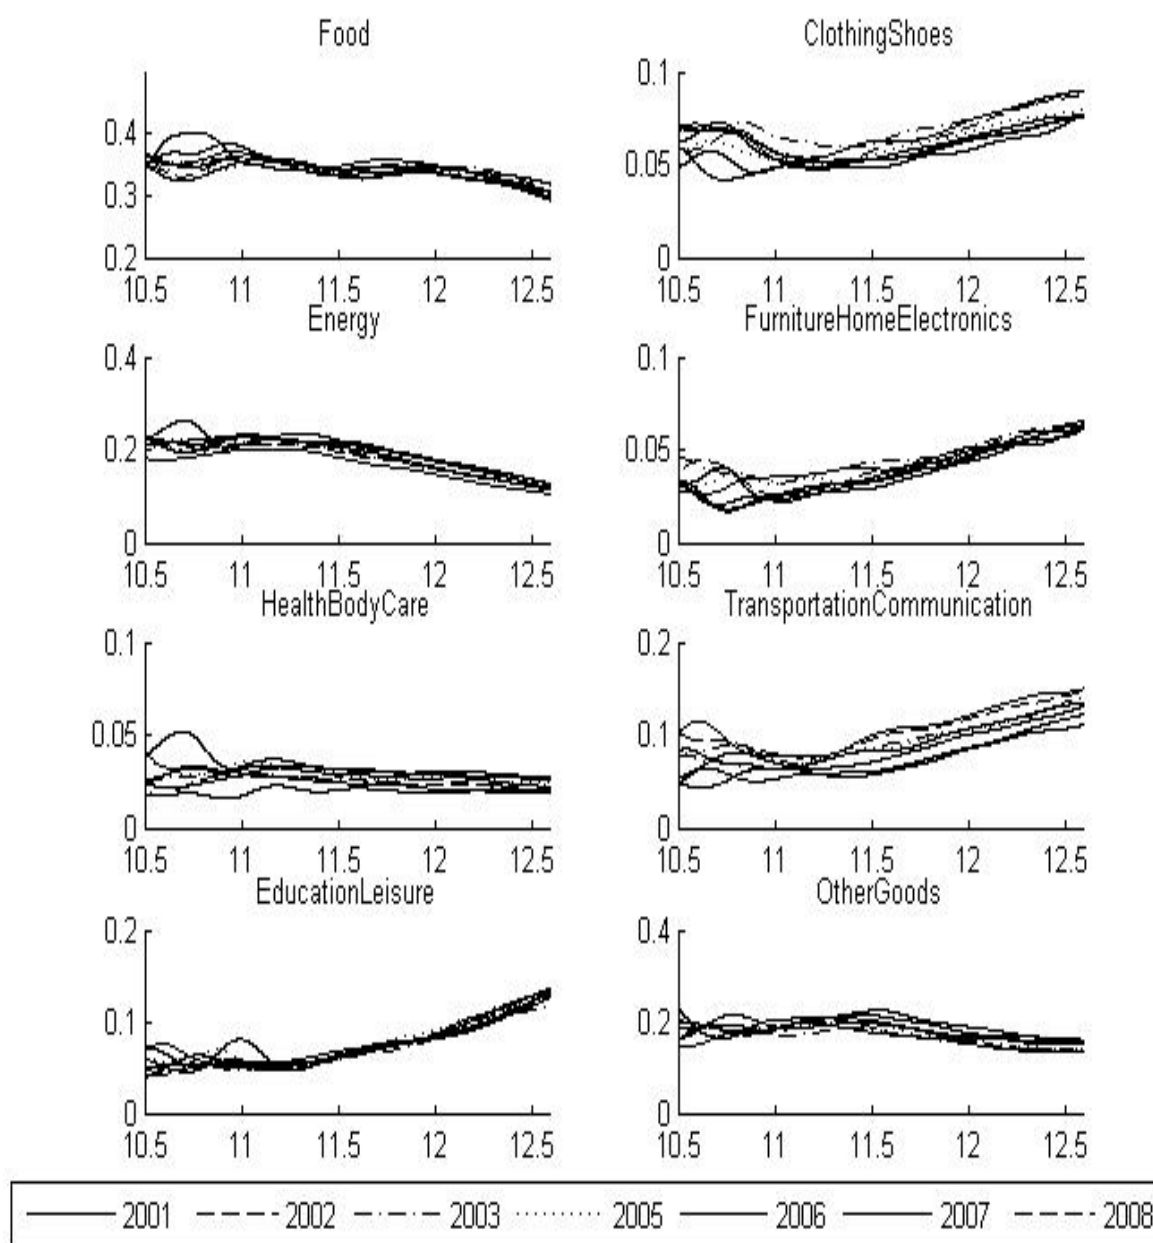 Food
0.4
0.3
0.2
10.5 11 11.5 12 12.5
ClothingShoes
0.1
0.05
0
10.5 11 11.5 12 12.5
Energy
0.4
0.2
0
10.5 11 11.5 12 12.5
FurnitureHomeElectronics
0.1
0.05
0
10.5 11 11.5 12 12.5
HealthBodyCare
0.1
0.05
0
10.5 11 11.5 12 12.5
TransportationCommunication
0.2
0.1
0
10.5 11 11.5 12 12.5
EducationLeisure
0.2
0.1
0
10.5 11 11.5 12 12.5
OtherGoods
0.4
0.2
0
10.5 11 11.5 12 12.5
2001 2002 2003 2005 2006 2007 2008